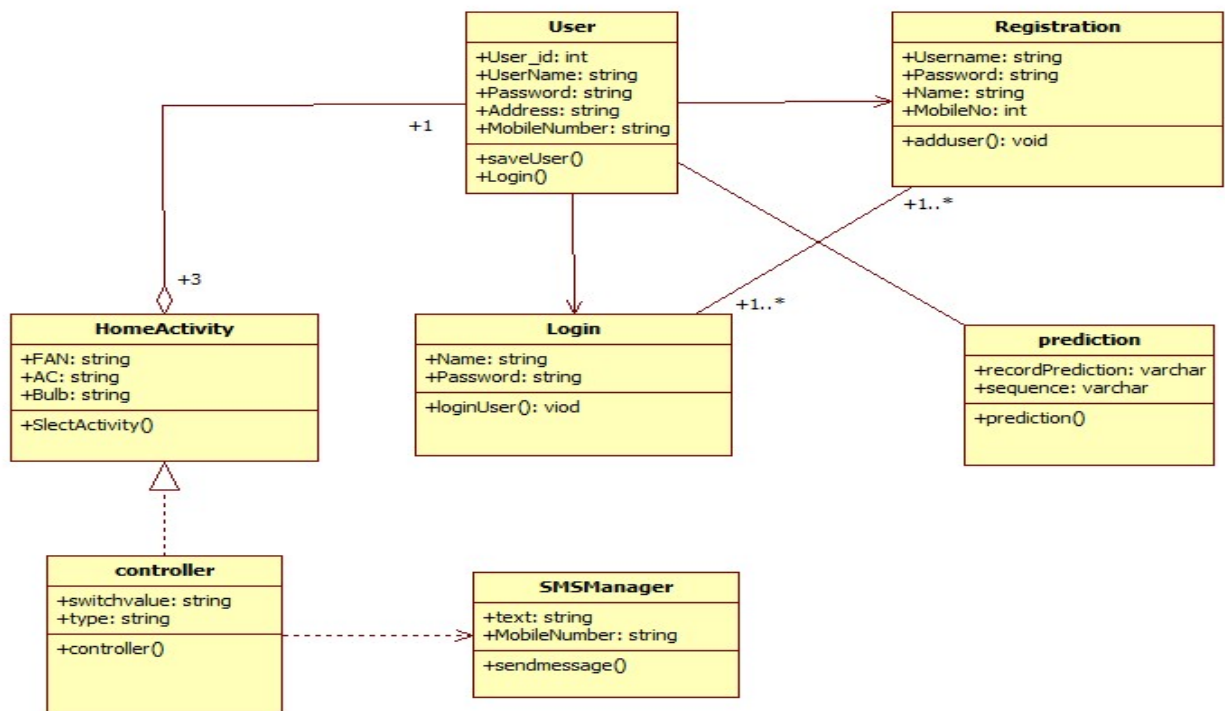 User
+User_id: int
+UserName: string
+Password: string
+Address: string
+MobileNumber: string
+saveUser()
+Login()
Registration
+Username: string
+Password: string
+Name: string
+MobileNo: int
+adduser(): void
+1
+1..*
+3
+1..*
HomeActivity
+FAN: string
+AC: string
+Bulb: string
+SlectActivity()
Login
+Name: string
+Password: string
+loginUser(): viod
prediction
+recordPrediction: varchar
+sequence: varchar
+prediction()
controller
+switchvalue: string
+type: string
+controller()
SMSManager
+text: string
+MobileNumber: string
+sendmessage()